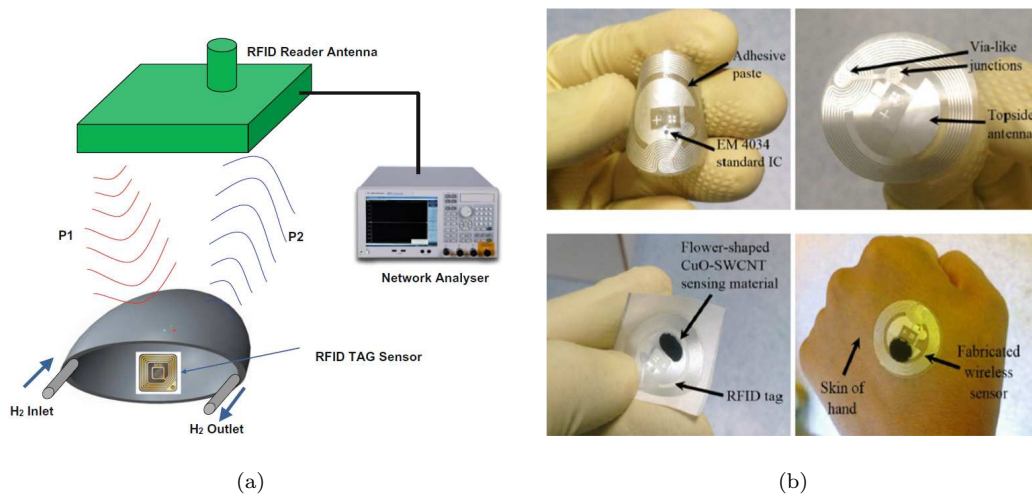 RFID Reader Antenna
P1
P2
Network Analyser
RFID TAG Sensor
H2 Inlet
H2 Outlet
(a)
Adhesive
paste
EM 4034
standard IC
Via-like
junctions
Topside
antenna
Flower-shaped
CuO-SWCNT
sensing material
RFID tag
Skin of
hand
Fabricated
wireless
sensor
(b)